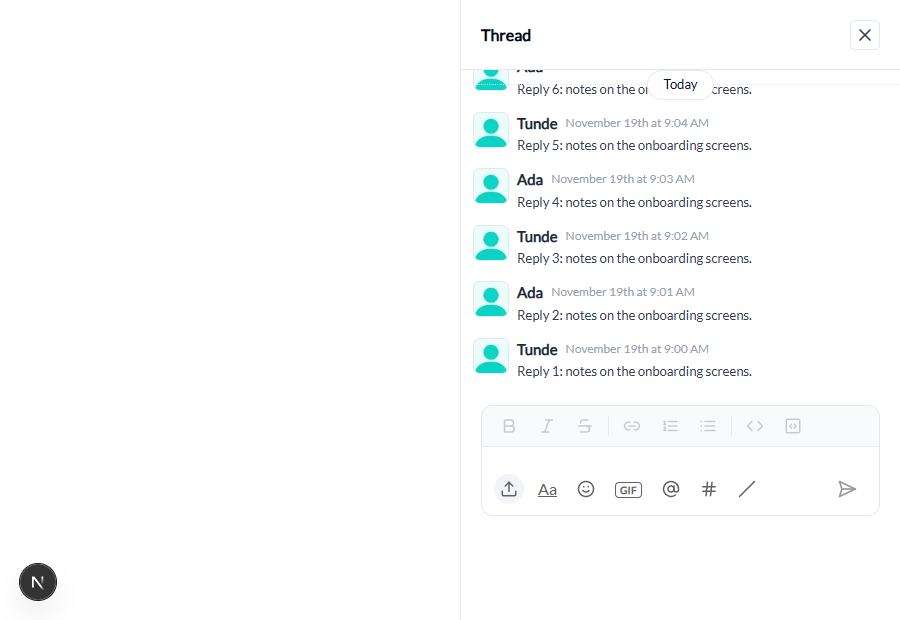 Thread
Ada
Reply 6: notes on the on
Today
creens.
Tunde November 19th at 9:04 AM
Reply 5: notes on the onboarding screens.
Ada November 19th at 9:03 AM
Reply 4: notes on the onboarding screens.
Tunde November 19th at 9:02 AM
Reply 3: notes on the onboarding screens.
Ada November 19th at 9:01 AM
Reply 2: notes on the onboarding screens.
Tunde November 19th at 9:00 AM
Reply 1: notes on the onboarding screens.
B I S
Aa GIF @ #
N